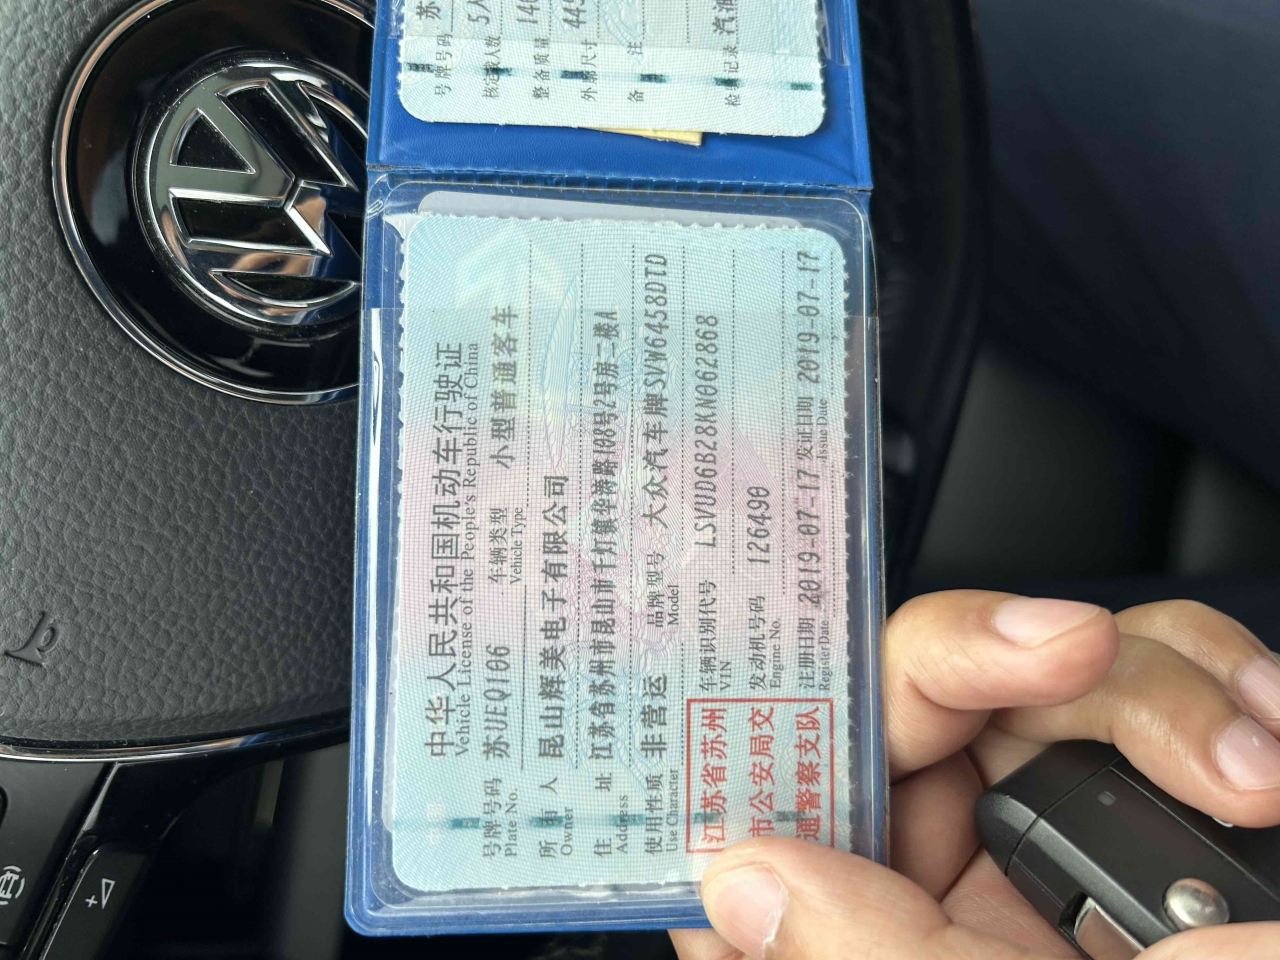 中华人民共和国机动车行驶证
Vehicle License of the People's Republic of China
号牌号码 苏UEQ106 车辆类型 小型普通客车
Plate No. Vehicle Type
所有人 昆山辉美电子有限公司
Owner
住址 江苏省苏州市昆山市千灯镇华涛路108号2号房二楼A
Address
使用性质 非营运 品牌型号 大众汽车牌SVW6458DTD
Use Character Model
车辆识别代号 LSVUD6B28KN062868
VIN
发动机号码 126490
Engine No.
注册日期 2019-07-17 发证日期 2019-07-17
Register Date Issue Date
江苏省苏州
市公安局交
通警察支队
号牌号码 苏
核定载人数 5人
整备质量 14
外廓尺寸 445
备注
检验记录 汽油